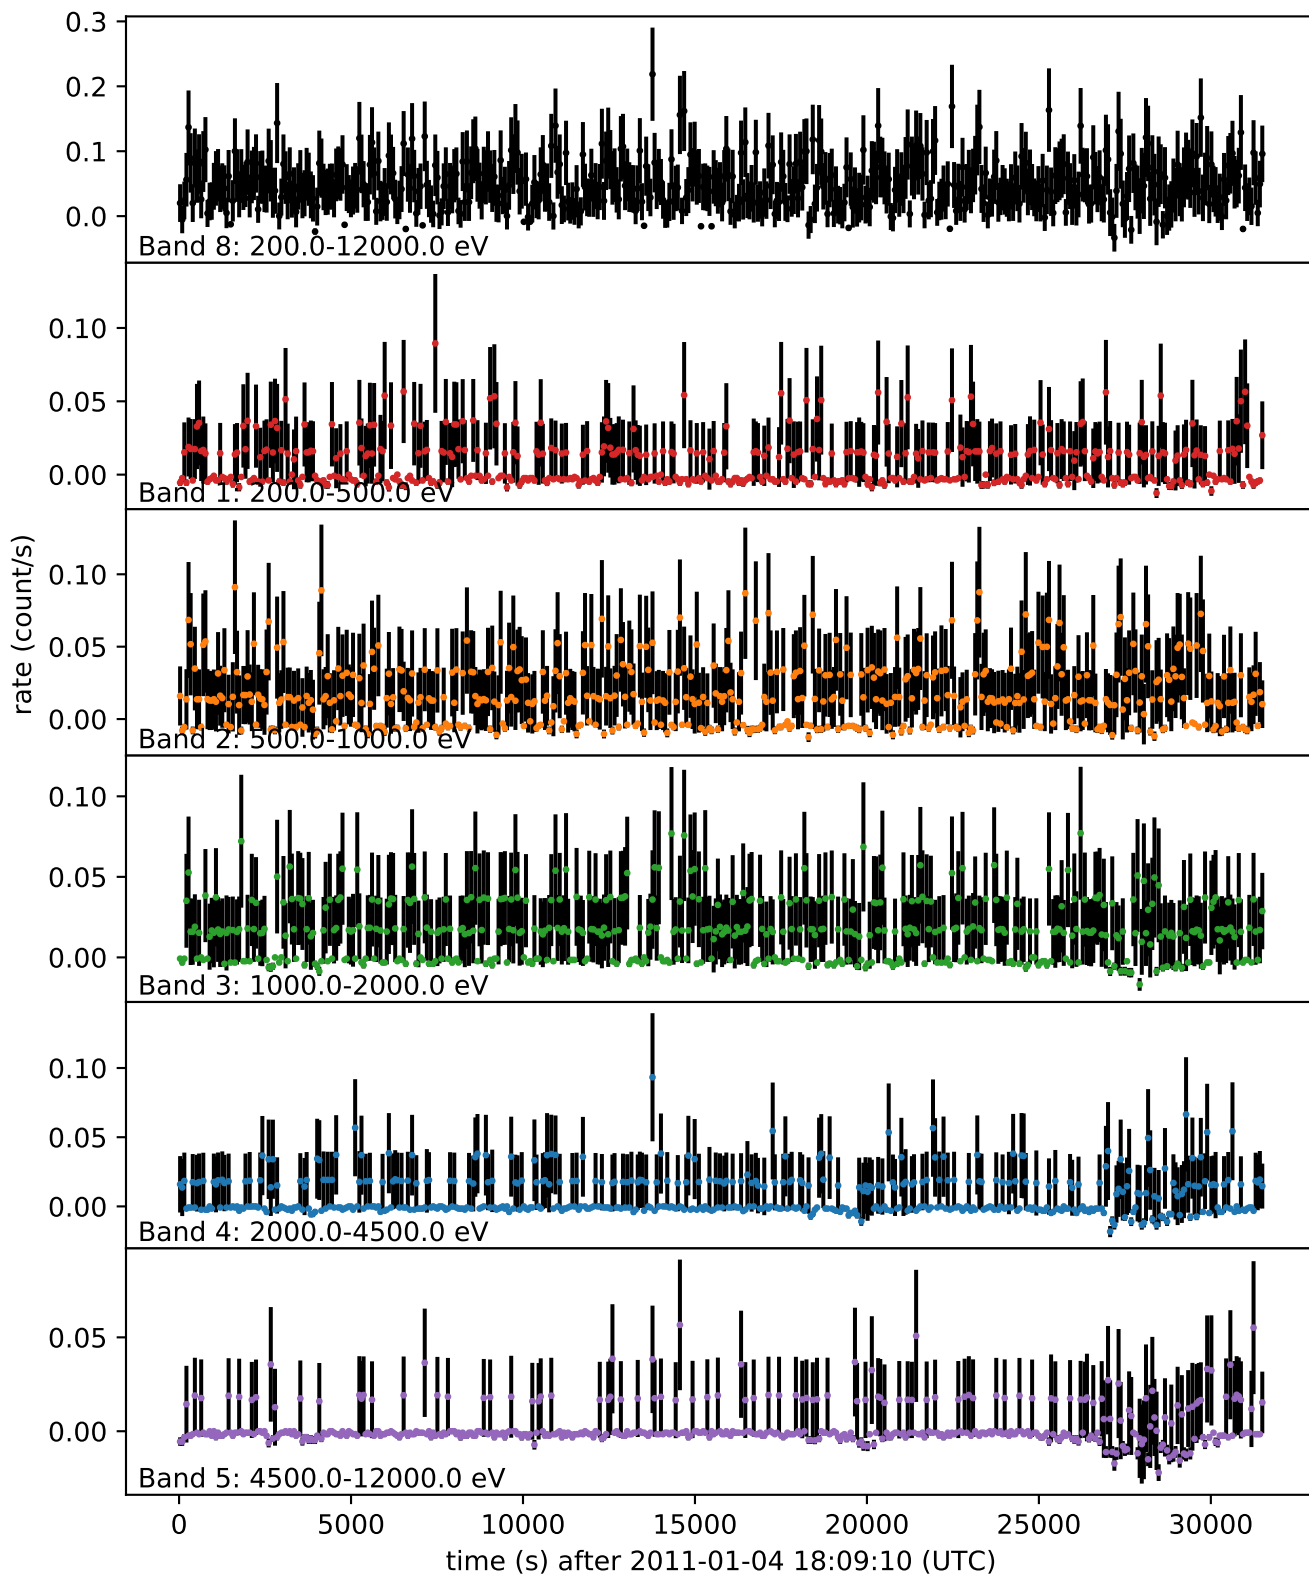 0.3
0.2
0.1
0.0
Band 8: 200.0-12000.0 eV
0.10
0.05
0.00
Band 1: 200.0-500.0 eV
0.10
0.05
0.00
Band 2: 500.0-1000.0 eV
rate (count/s)
0.10
0.05
0.00
Band 3: 1000.0-2000.0 eV
0.10
0.05
0.00
Band 4: 2000.0-4500.0 eV
0.05
0.00
Band 5: 4500.0-12000.0 eV
0 5000 10000 15000 20000 25000 30000
time (s) after 2011-01-04 18:09:10 (UTC)